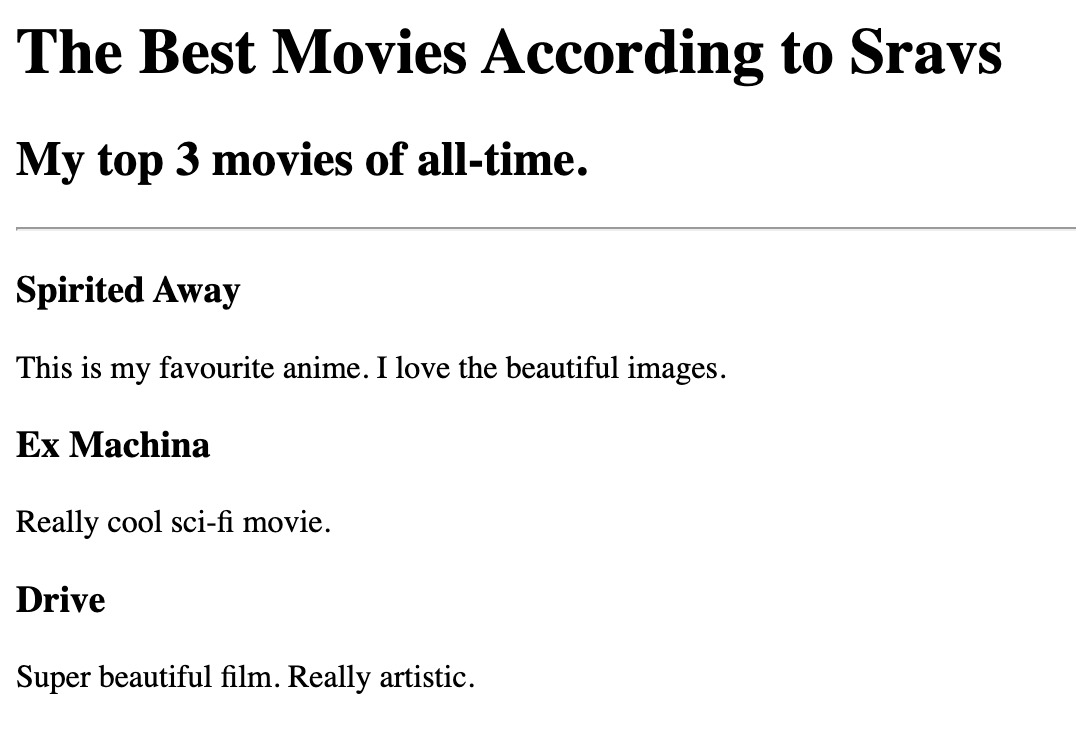 The Best Movies According to Sravs
My top 3 movies of all-time.
Spirited Away
This is my favourite anime. I love the beautiful images.
Ex Machina
Really cool sci-fi movie.
Drive
Super beautiful film. Really artistic.